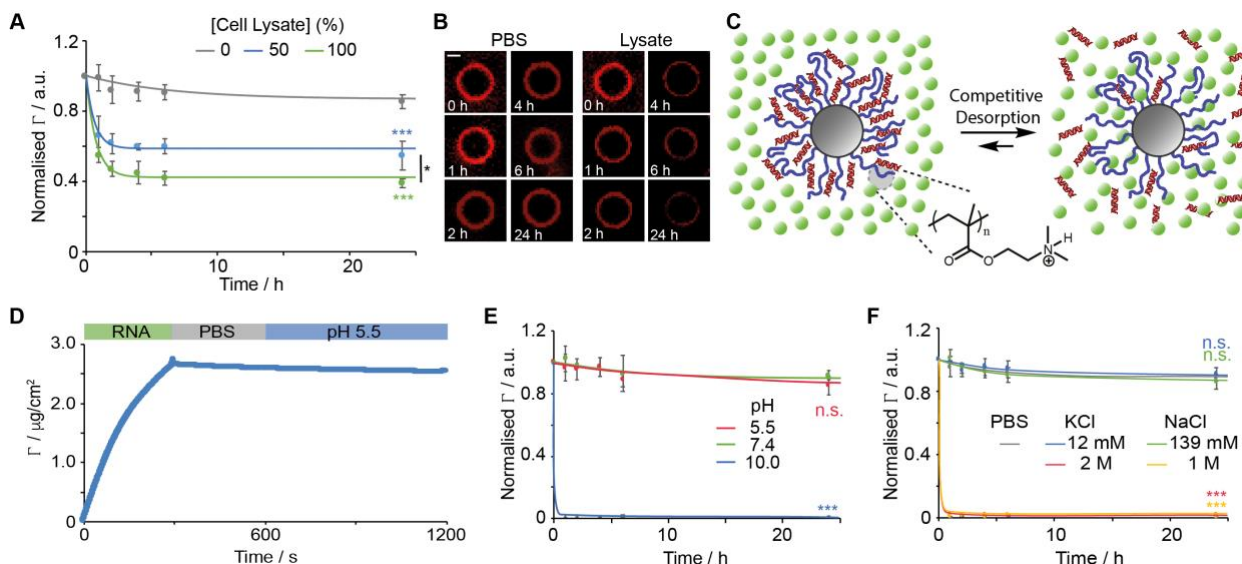 A
[Cell Lysate] (%)
0 50 100
Normalised Γ / a.u.
1.2
0.8
0.4
0
0 10 20
Time / h
***
*
***
B
PBS Lysate
0 h 4 h 0 h 4 h
1 h 6 h 1 h 6 h
2 h 24 h 2 h 24 h
C
Competitive
Desorption
n
O O N H
⊕
D
RNA PBS pH 5.5
Γ / µg/cm²
3.0
2.0
1.0
0
0 300 600 900 1200
Time / s
E
Normalised Γ / a.u.
1.2
0.8
0.4
0
0 10 20
Time / h
n.s.
pH
5.5
7.4
10.0
***
F
Normalised Γ / a.u.
1.2
0.8
0.4
0
0 10 20
Time / h
n.s.
n.s.
PBS KCl NaCl
12 mM 139 mM
2 M 1 M
***
***